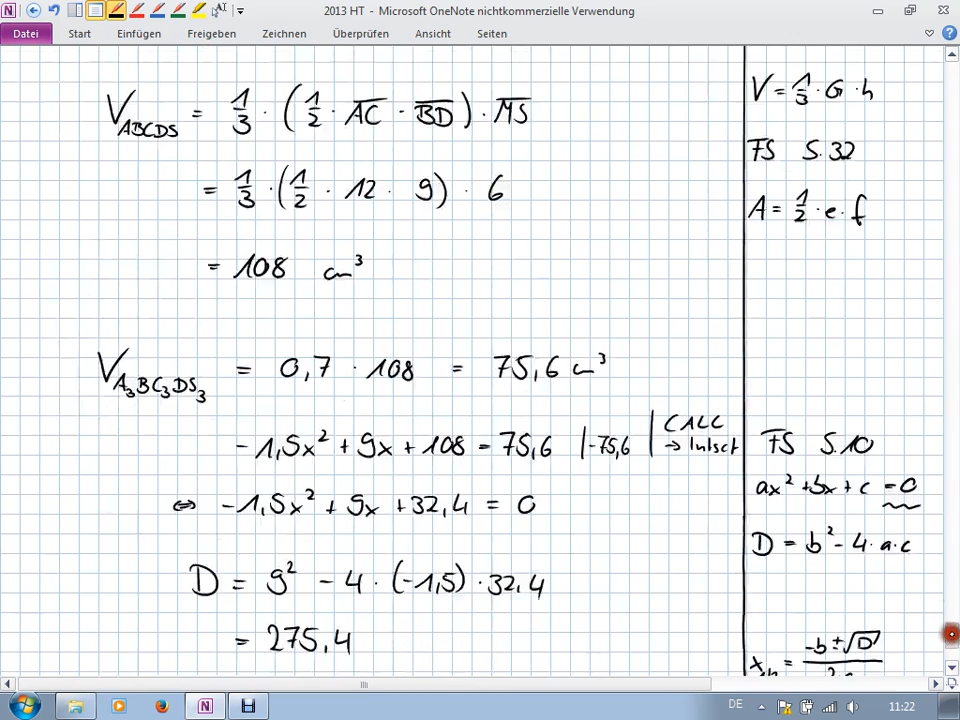 2013 HT - Microsoft OneNote nichtkommerzielle Verwendung
Datei Start Einfügen Freigeben Zeichnen Überprüfen Ansicht Seiten
V_ABCDS = 1/3 · (1/2 · AC · BD) · MS
= 1/3 · (1/2 · 12 · 9) · 6
= 108 cm³
V_A₃BC₃DS₃ = 0,7 · 108 = 75,6 cm³
-1,5x² + 9x + 108 = 75,6 |-75,6 | CALC → Intsct
⇔ -1,5x² + 9x + 32,4 = 0
D = 9² - 4 · (-1,5) · 32,4
= 275,4
V = 1/3 · G · h
FS S. 32
A = 1/2 · e · f
FS S. 10
ax² + bx + c = 0
D = b² - 4 · a · c
-b ± √D
DE 11:22